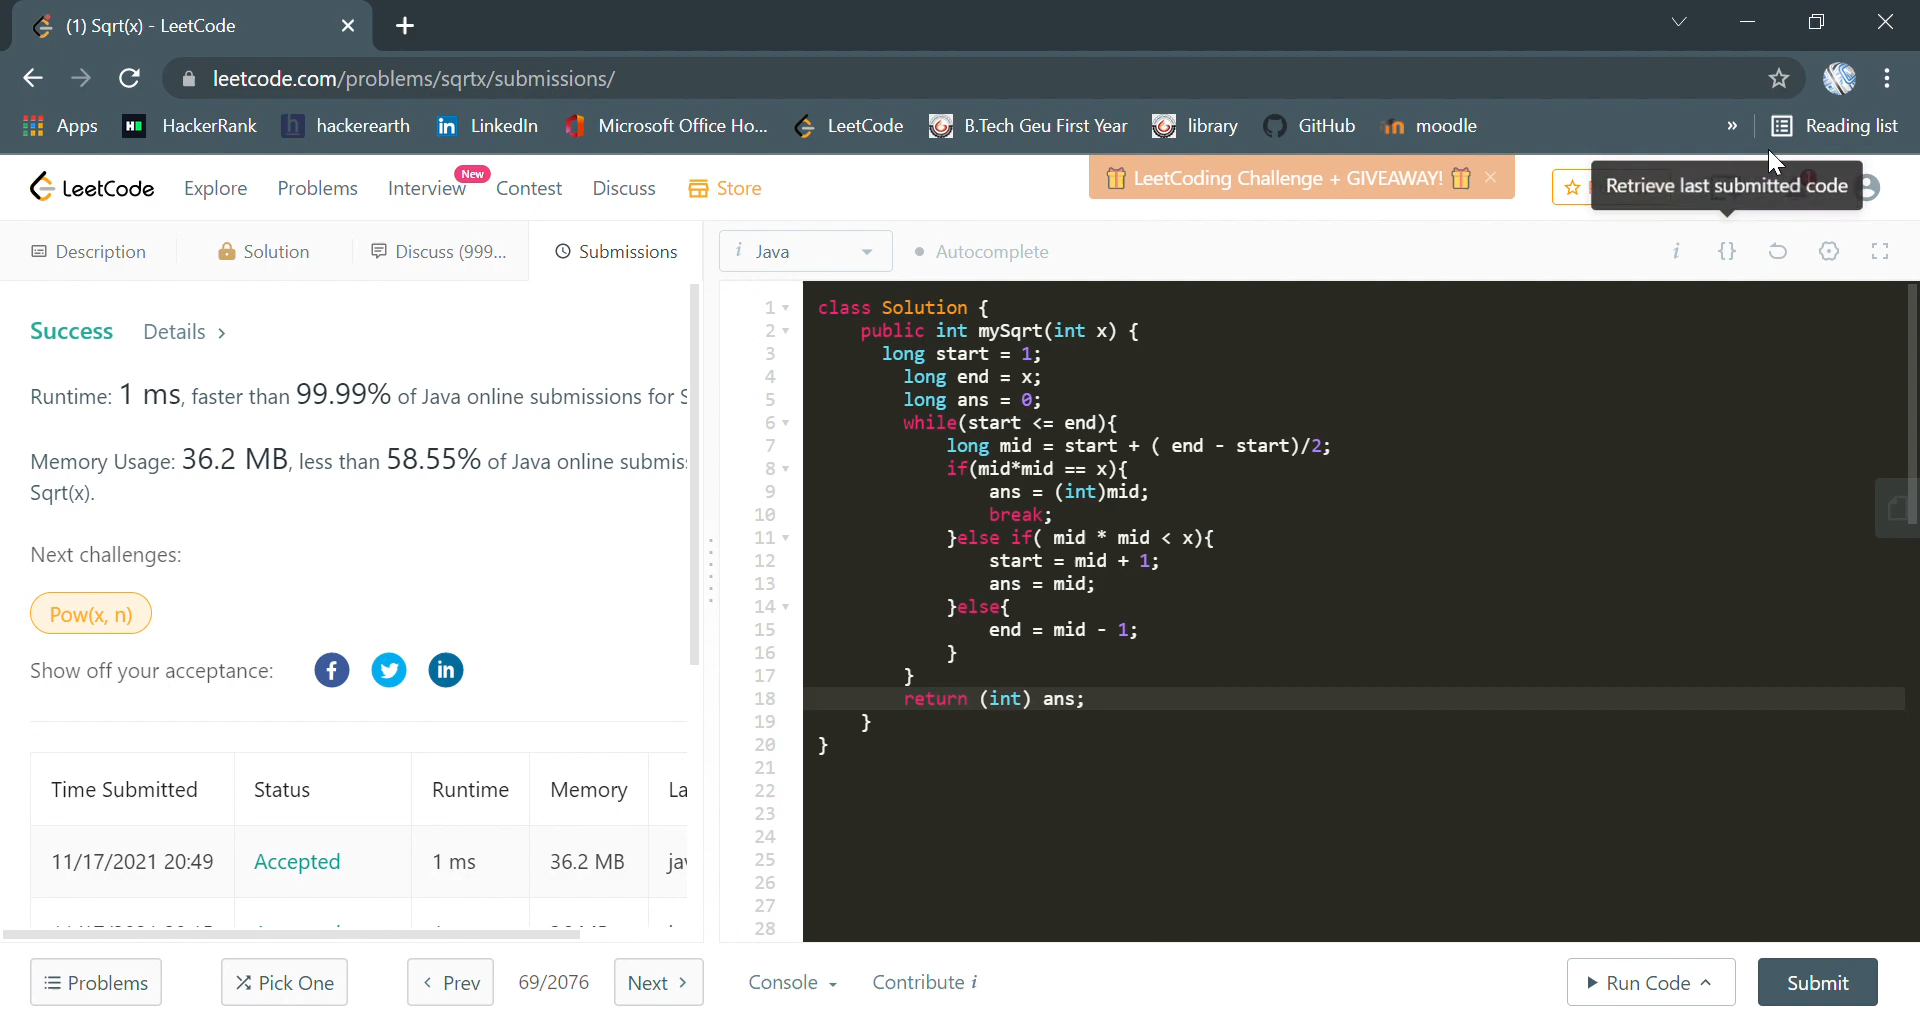 (1) Sqrt(x) - LeetCode
leetcode.com/problems/sqrtx/submissions/
Apps HackerRank hackerearth LinkedIn Microsoft Office Ho... LeetCode B.Tech Geu First Year library GitHub moodle » Reading list
LeetCode Explore Problems Interview New Contest Discuss Store LeetCoding Challenge + GIVEAWAY! Retrieve last submitted code
Description Solution Discuss (999... Submissions
i Java Autocomplete i {}
Success Details >
Runtime: 1 ms, faster than 99.99% of Java online submissions for S
Memory Usage: 36.2 MB, less than 58.55% of Java online submis
Sqrt(x).
Next challenges:
Pow(x, n)
Show off your acceptance:
Time Submitted Status Runtime Memory La
11/17/2021 20:49 Accepted 1 ms 36.2 MB jav
1 class Solution {
2 public int mySqrt(int x) {
3 long start = 1;
4 long end = x;
5 long ans = 0;
6 while(start <= end){
7 long mid = start + ( end - start)/2;
8 if(mid*mid == x){
9 ans = (int)mid;
10 break;
11 }else if( mid * mid < x){
12 start = mid + 1;
13 ans = mid;
14 }else{
15 end = mid - 1;
16 }
17 }
18 return (int) ans;
19 }
20 }
21
22
23
24
25
26
27
28
Problems Pick One < Prev 69/2076 Next > Console Contribute i Run Code Submit